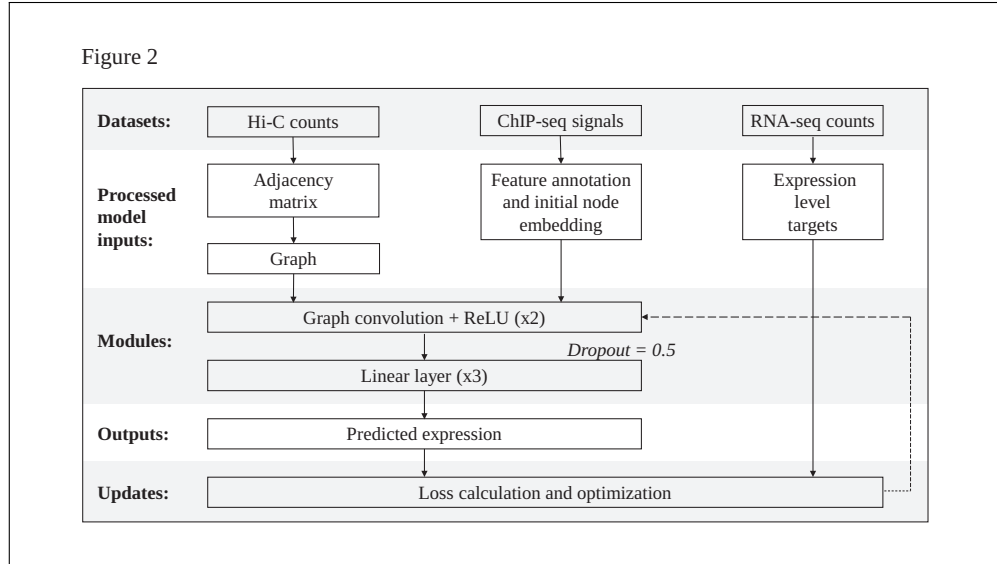 Figure 2
Datasets:
Hi-C counts
ChIP-seq signals
RNA-seq counts
Processed
model
inputs:
Adjacency
matrix
Feature annotation
and initial node
embedding
Expression
level
targets
Graph
Modules:
Graph convolution + ReLU (x2)
Dropout = 0.5
Linear layer (x3)
Outputs:
Predicted expression
Updates:
Loss calculation and optimization